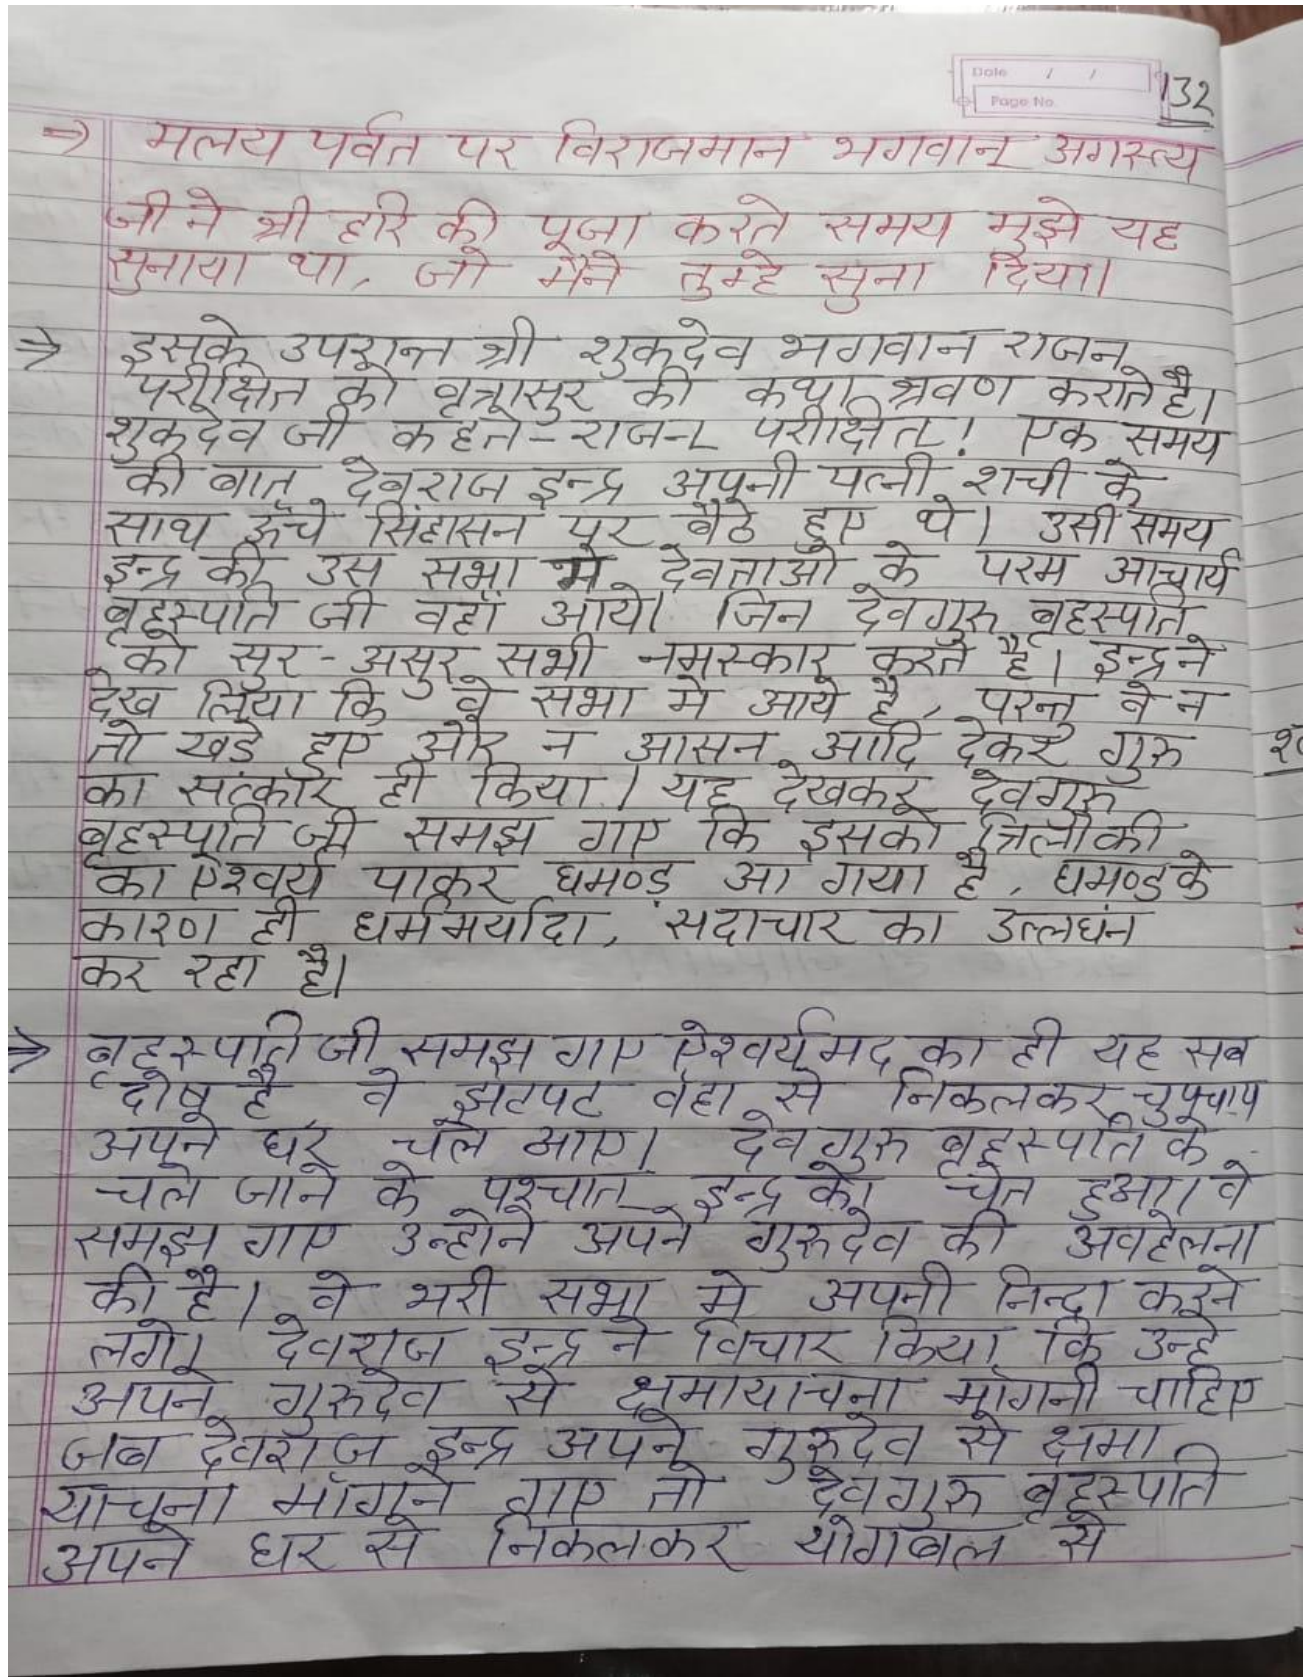 Date / /
Page No.
132
⇒ मलय पर्वत पर विराजमान भगवान् अगस्त्य
जी ने श्री हरि की पूजा करते समय मुझे यह
सुनाया था, जो मैने तुम्हे सुना दिया।
⇒ इसके उपरान्त श्री शुकदेव भगवान राजन
परीक्षित को वृत्रासुर की कथा श्रवण कराते है।
शुकदेव जी कहते - राजन् परीक्षित! एक समय
की बात देवराज इन्द्र अपनी पत्नी शची के
साथ ऊँचे सिंहासन पर बैठे हुए थे। उसी समय
इन्द्र की उस सभा मे देवताओ के परम आचार्य
बृहस्पति जी वहाँ आये। जिन देवगुरु बृहस्पति
को सुर - असुर सभी नमस्कार करते है। इन्द्र ने
देख लिया कि वे सभा मे आये है, परन्तु वे न
तो खडे हुए और न आसन आदि देकर गुरु
का सत्कार ही किया। यह देखकर देवगुरु
बृहस्पति जी समझ गए कि इसको त्रिलोकी
का एश्वर्य पाकर घमण्ड आ गया है, घमण्ड के
कारण ही धर्ममर्यादा, सदाचार का उल्लघंन
कर रहा है।
⇒ बृहस्पति जी समझ गए ऐश्वर्यमद का ही यह सब
दोष है, वे झटपट वहा से निकलकर चुपचाप
अपने घर चले आए। देवगुरु बृहस्पति के
चले जाने के पश्चात् इन्द्र को चेत हुआ। वे
समझ गए उन्होने अपने गुरुदेव की अवहेलना
की है। वे भरी सभा मे अपनी निन्दा करने
लगे। देवराज इन्द्र ने विचार किया कि उन्हे
अपने गुरुदेव से क्षमायाचना माँगनी चाहिए
जब देवराज इन्द्र अपने गुरुदेव से क्षमा
याचना माँगने गए तो देवगुरु बृहस्पति
अपने घर से निकलकर योगबल से